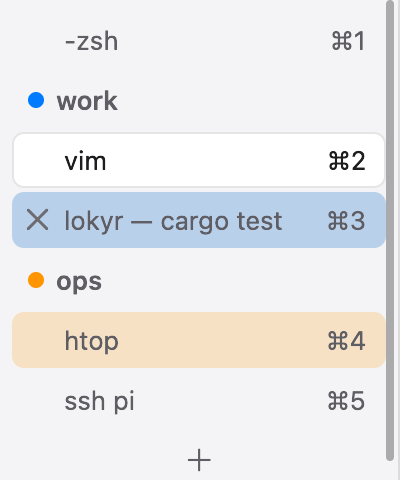 -zsh ⌘1
work
vim ⌘2
lokyr — cargo test ⌘3
ops
htop ⌘4
ssh pi ⌘5
+